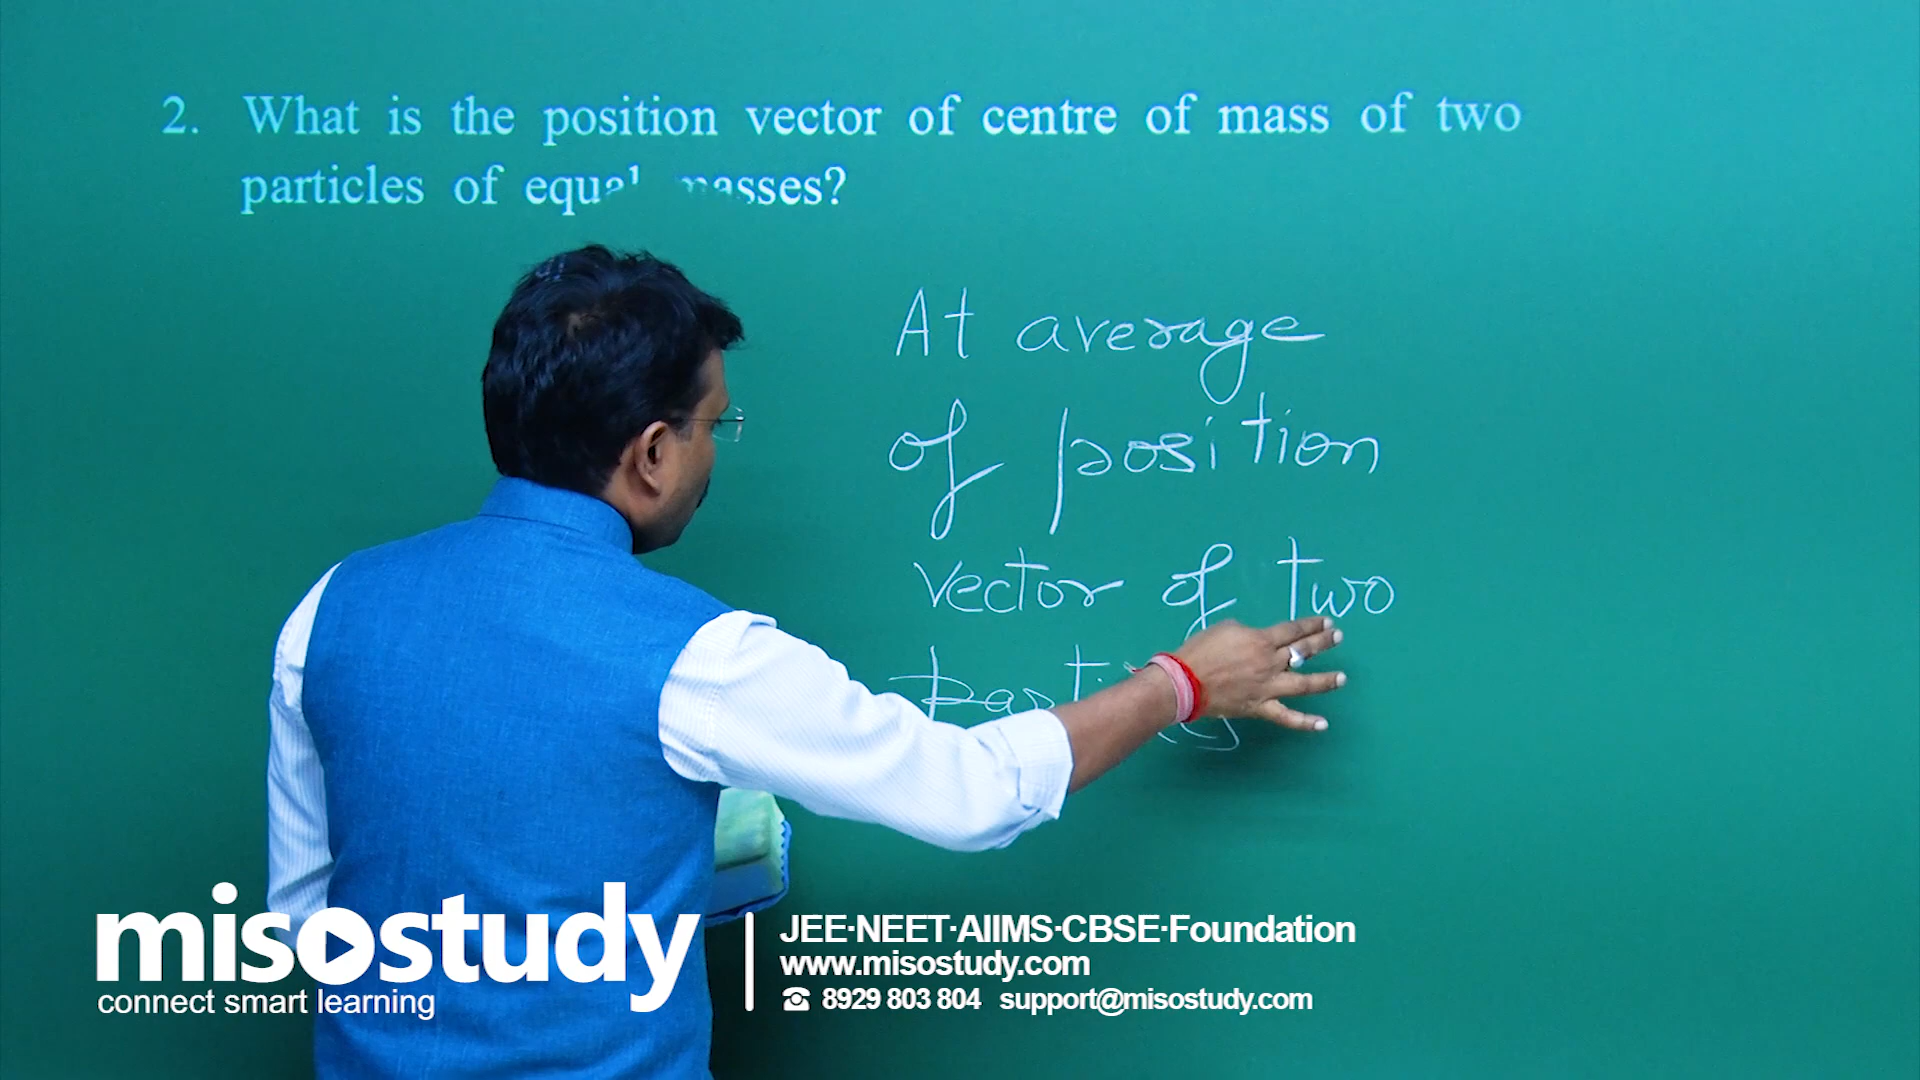 2. What is the position vector of centre of mass of two
particles of equal masses?
At average
of position
vector of two
misostudy
connect smart learning
JEE·NEET·AIIMS·CBSE·Foundation
www.misostudy.com
8929 803 804 support@misostudy.com